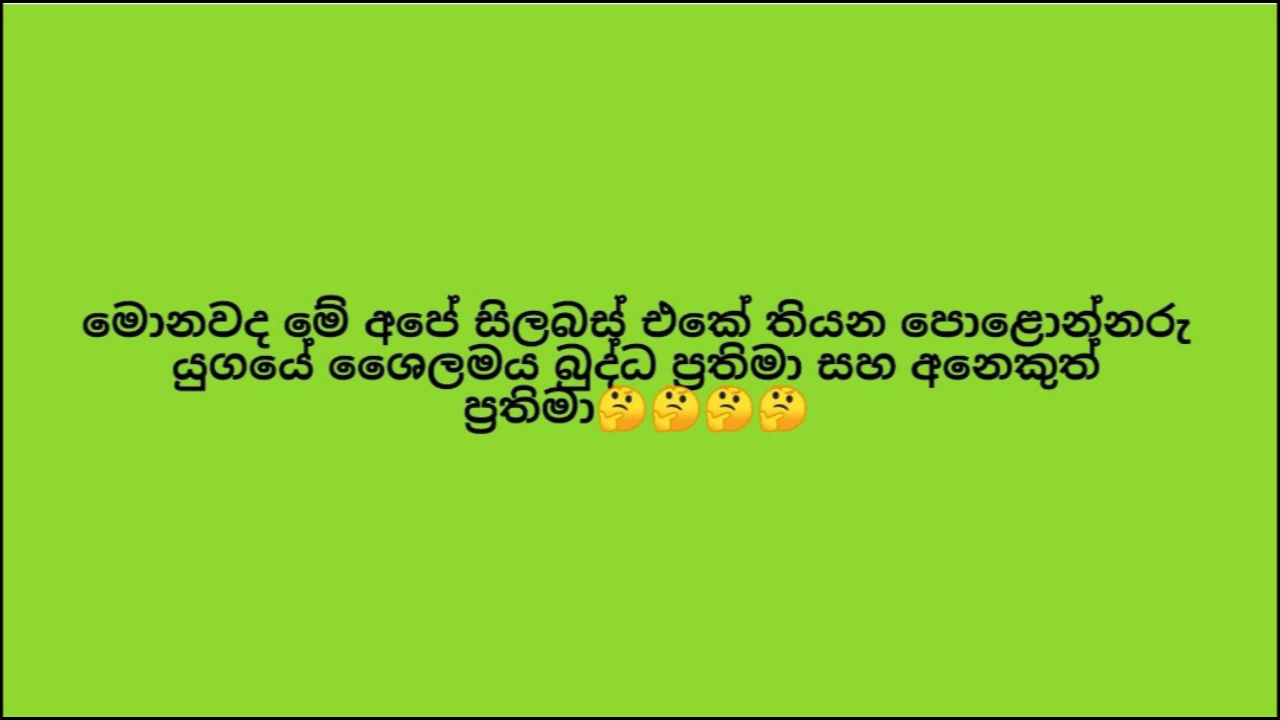 මොනවද මේ අපේ සිලබස් එකේ තියන පොළොන්නරු
යුගයේ ශෛලමය බුද්ධ ප්‍රතිමා සහ අනෙකුත්
ප්‍රතිමා🤔🤔🤔🤔